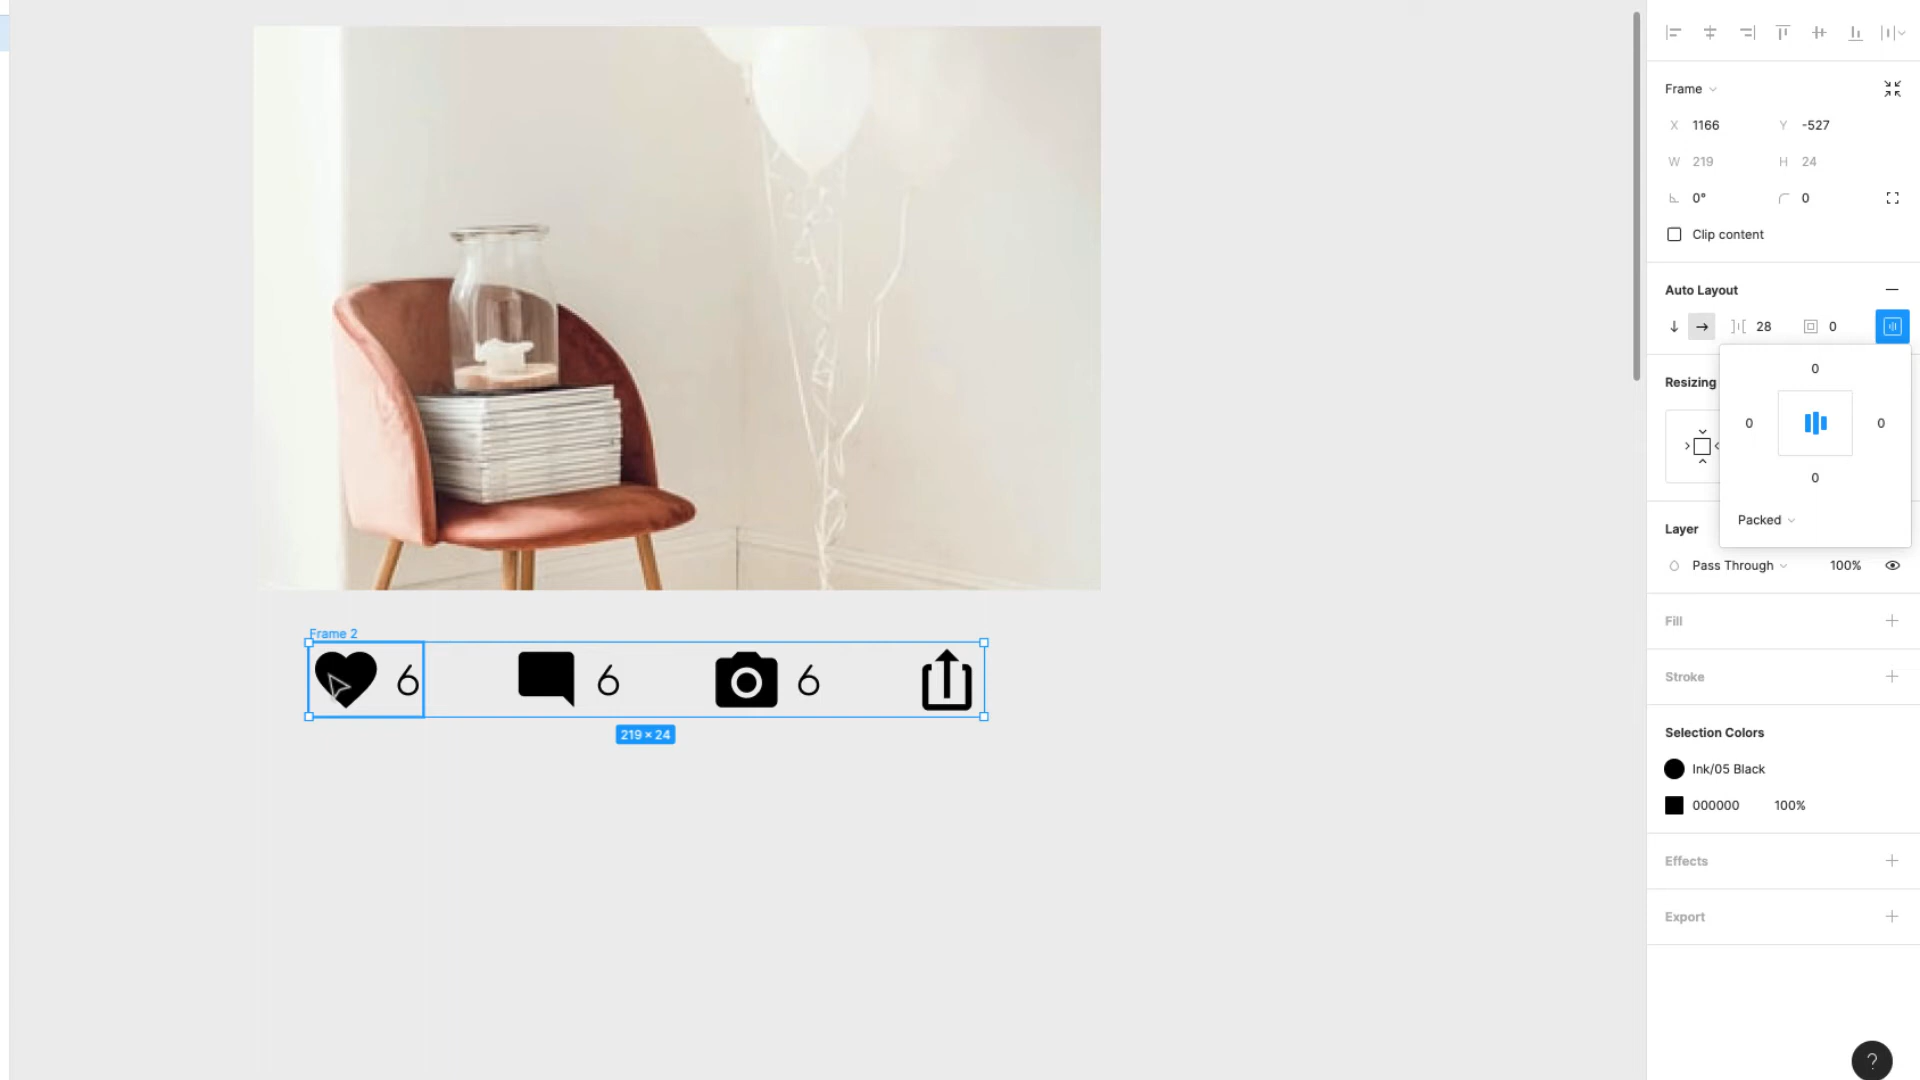 Frame
X 1166 Y -527
W 219 H 24
0° 0
Clip content
Auto Layout
28 0
0
Resizing
0 0
0
Packed
Layer
Pass Through 100%
Fill
Frame 2
6 6 6
219 × 24
Stroke
Selection Colors
Ink/05 Black
000000 100%
Effects
Export
?